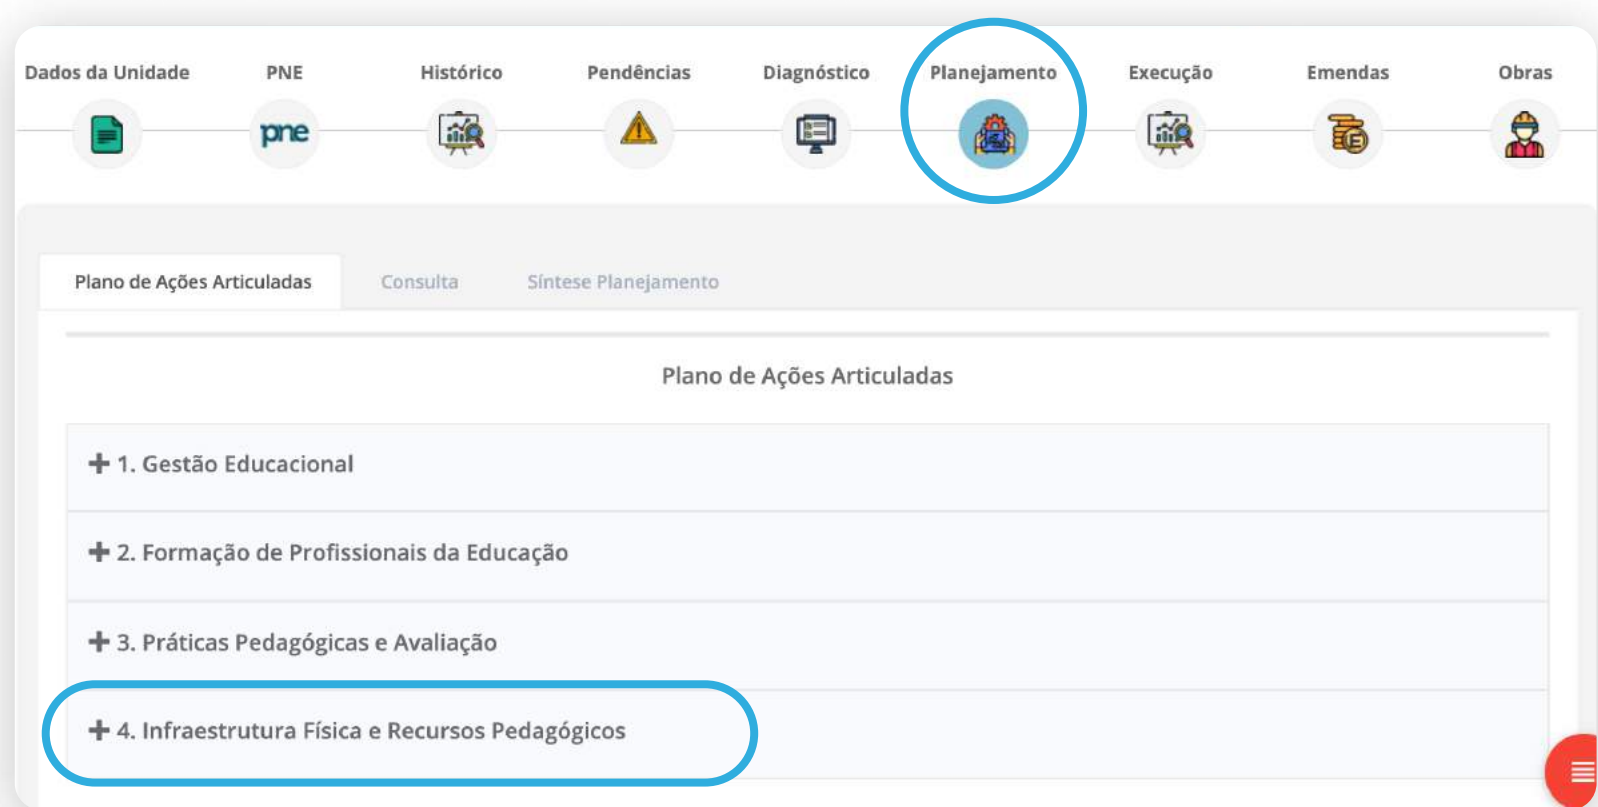 Dados da Unidade PNE Histórico Pendências Diagnóstico Planejamento Execução Emendas Obras
pne
Plano de Ações Articuladas Consulta Síntese Planejamento
Plano de Ações Articuladas
1. Gestão Educacional
2. Formação de Profissionais da Educação
3. Práticas Pedagógicas e Avaliação
4. Infraestrutura Física e Recursos Pedagógicos